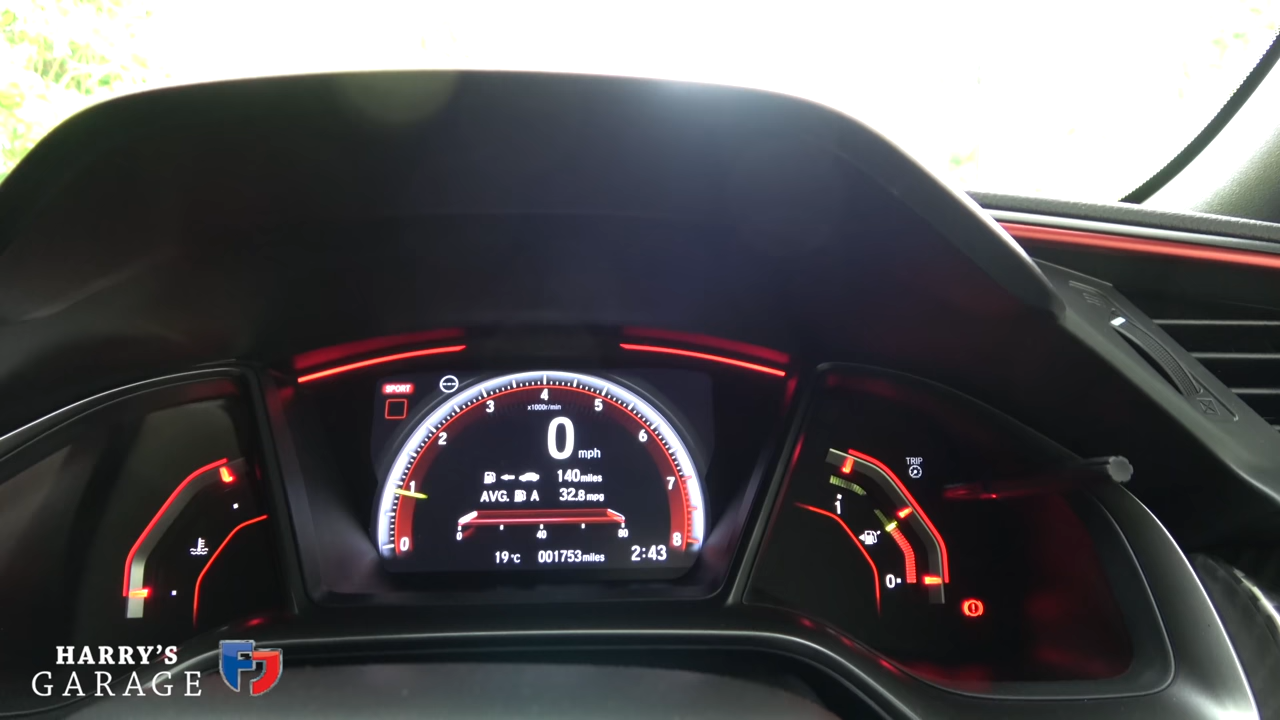 SPORT
4
3
5
x1000r/min
2
6
0 mph
1
7
140miles
AVG. A 32.8mpg
0
40
80
0
8
19°C 001753miles 2:43
TRIP
1
0
HARRY'S
GARAGE